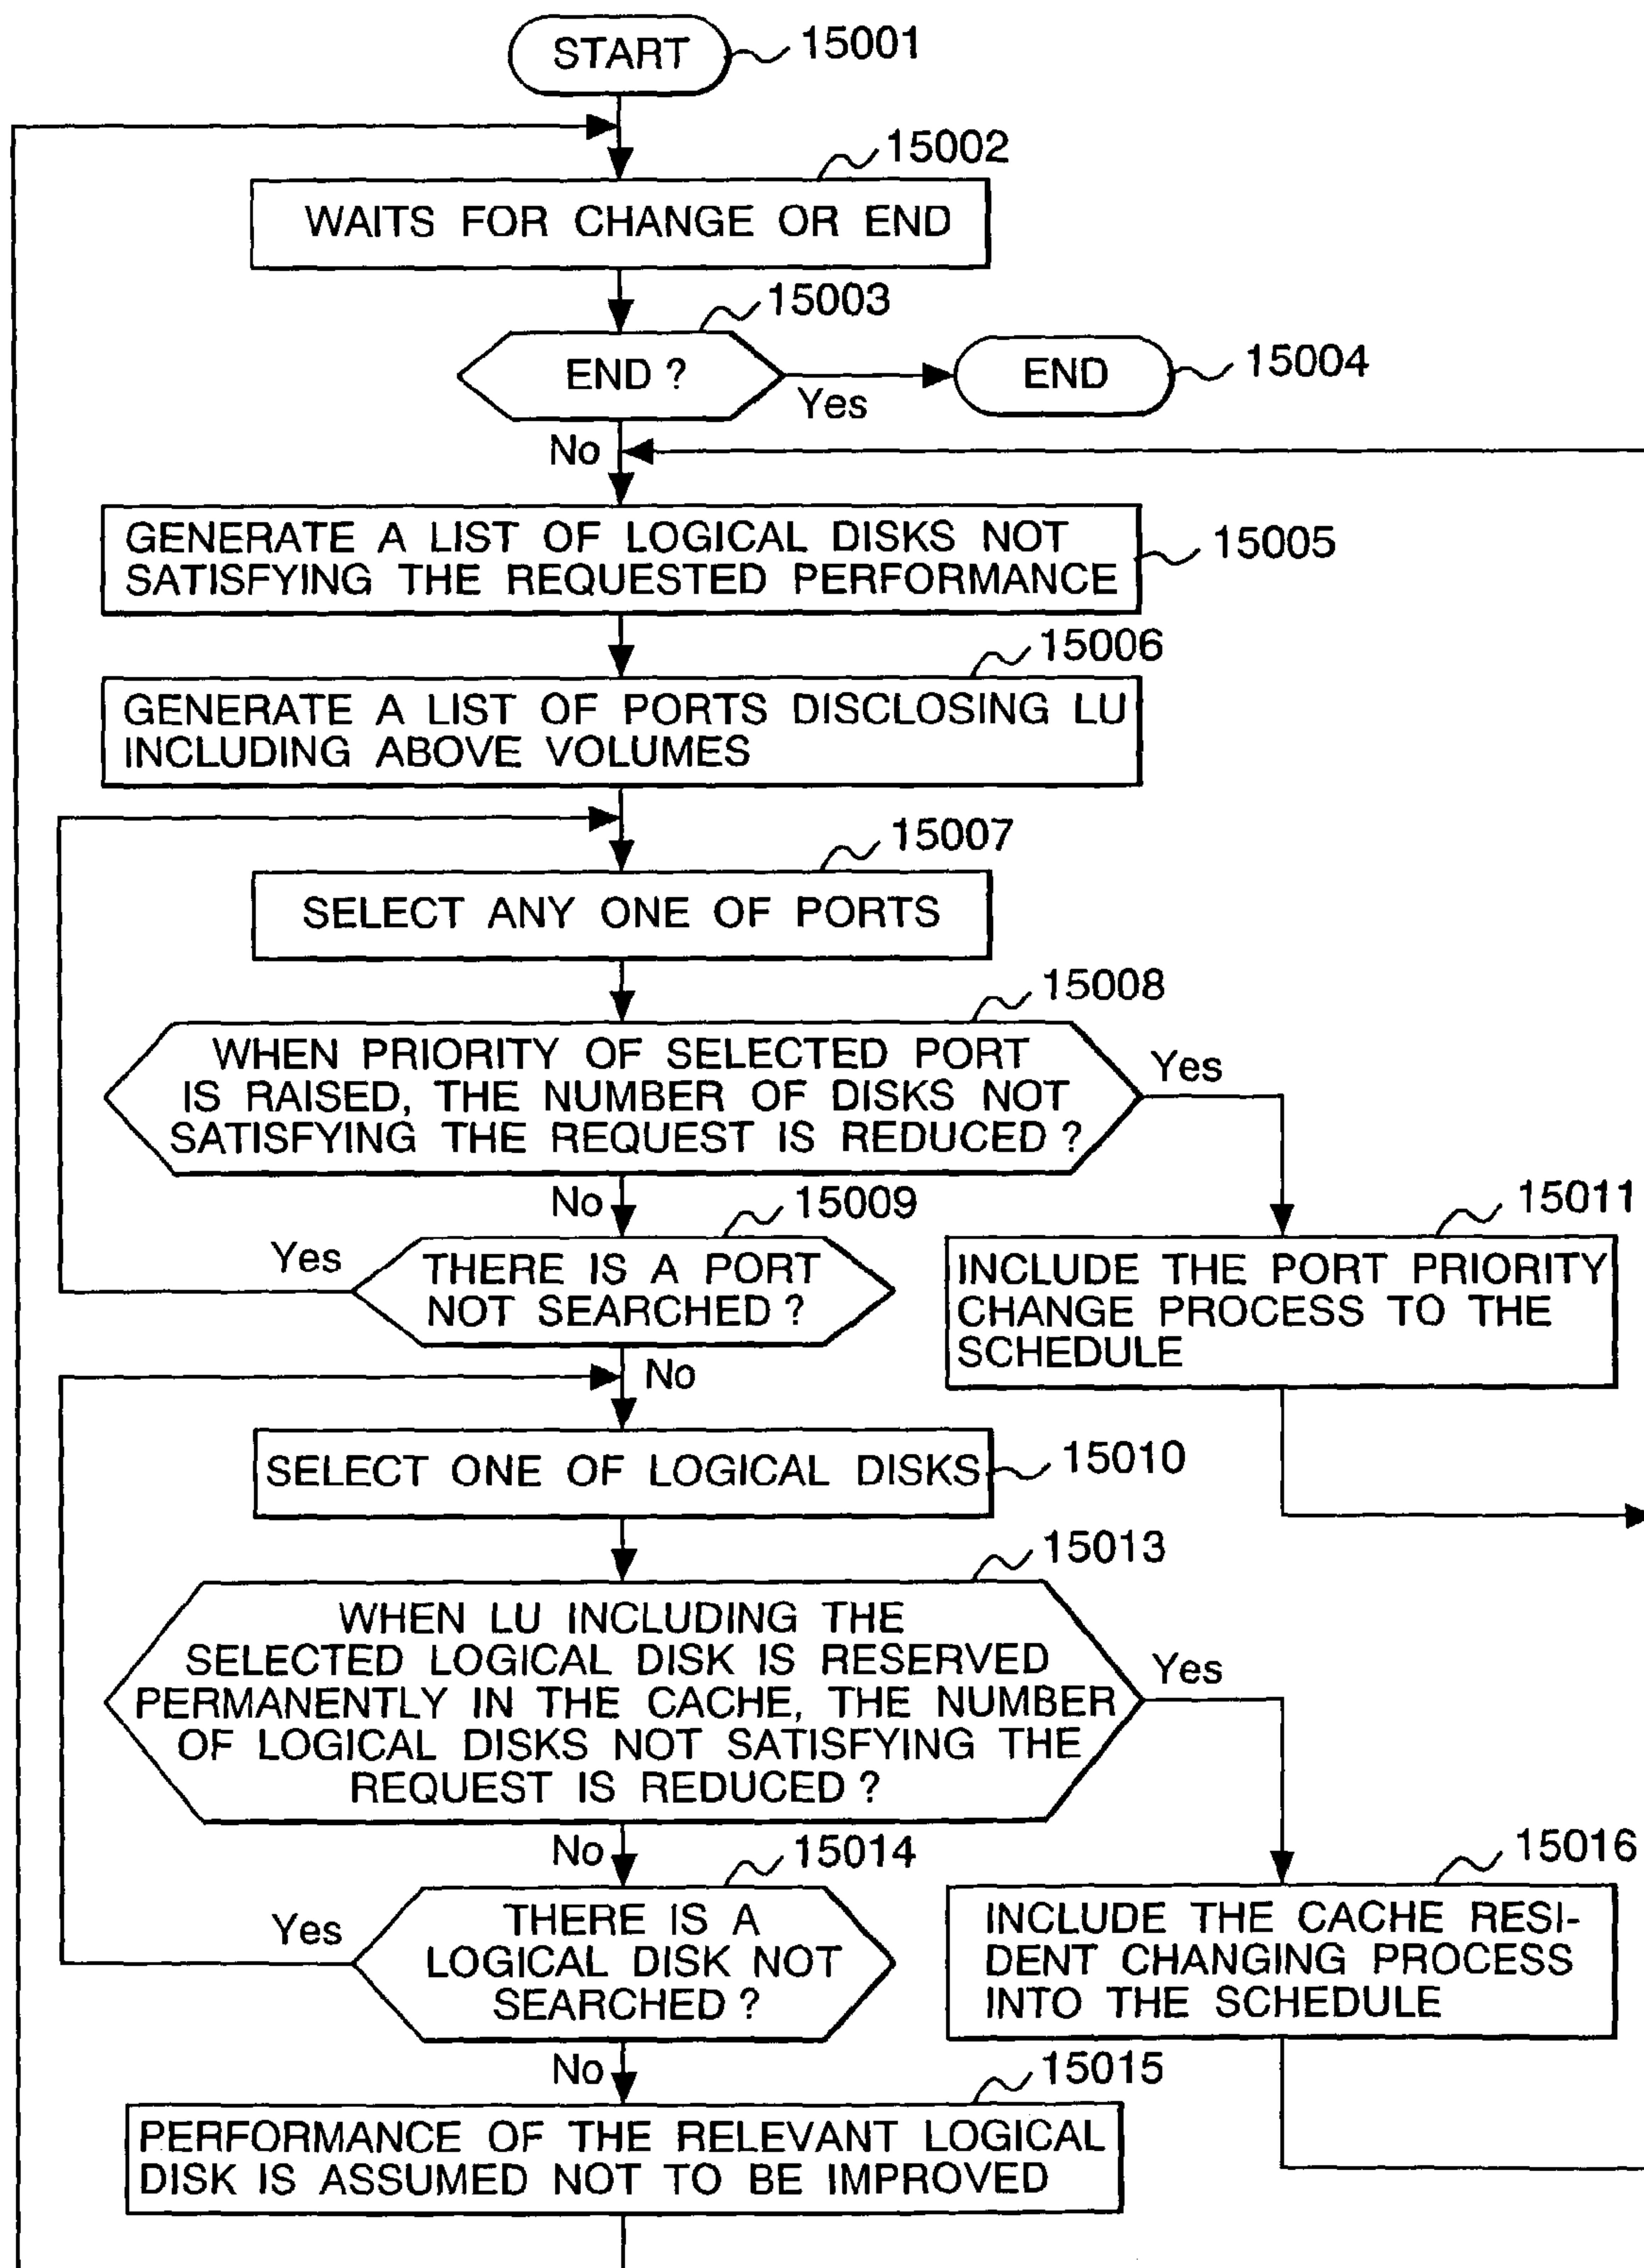 START
15001
15002
WAITS FOR CHANGE OR END
15003
END ?
Yes
END
15004
No
GENERATE A LIST OF LOGICAL DISKS NOT
SATISFYING THE REQUESTED PERFORMANCE
15005
15006
GENERATE A LIST OF PORTS DISCLOSING LU
INCLUDING ABOVE VOLUMES
15007
SELECT ANY ONE OF PORTS
15008
WHEN PRIORITY OF SELECTED PORT
IS RAISED, THE NUMBER OF DISKS NOT
SATISFYING THE REQUEST IS REDUCED ?
Yes
No
15009
15011
Yes
THERE IS A PORT
NOT SEARCHED ?
INCLUDE THE PORT PRIORITY
CHANGE PROCESS TO THE
SCHEDULE
No
SELECT ONE OF LOGICAL DISKS
15010
15013
WHEN LU INCLUDING THE
SELECTED LOGICAL DISK IS RESERVED
PERMANENTLY IN THE CACHE, THE NUMBER
OF LOGICAL DISKS NOT SATISFYING THE
REQUEST IS REDUCED ?
Yes
No
15014
15016
Yes
THERE IS A
LOGICAL DISK NOT
SEARCHED ?
INCLUDE THE CACHE RESI-
DENT CHANGING PROCESS
INTO THE SCHEDULE
No
15015
PERFORMANCE OF THE RELEVANT LOGICAL
DISK IS ASSUMED NOT TO BE IMPROVED